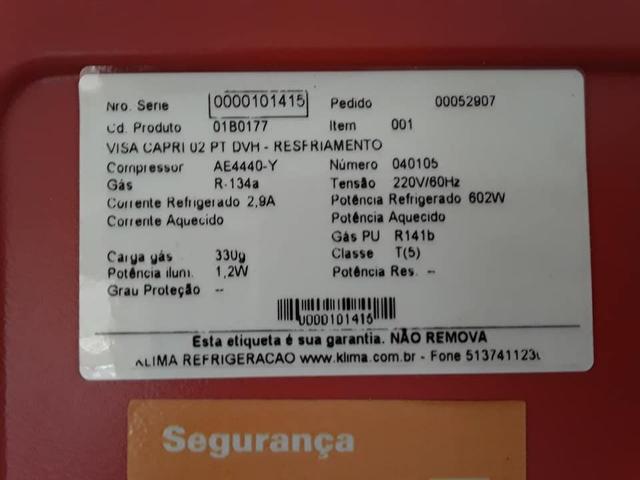 Nro. Serie 0000101415 Pedido 00052907
Cd. Produto 01B0177 Item 001
VISA CAPRI 02 PT DVH - RESFRIAMENTO
Compressor AE4440-Y Número 040105
Gás R-134a Tensão 220V/60Hz
Corrente Refrigerado 2,9A Potência Refrigerado 602W
Corrente Aquecido Potência Aquecido
Gás PU R141b
Carga gás 330g Classe T(5)
Potência ilum. 1,2W Potência Res. --
Grau Proteção --
0000101415
Esta etiqueta é sua garantia. NÃO REMOVA
KLIMA REFRIGERACAO www.klima.com.br - Fone 513741123
Segurança